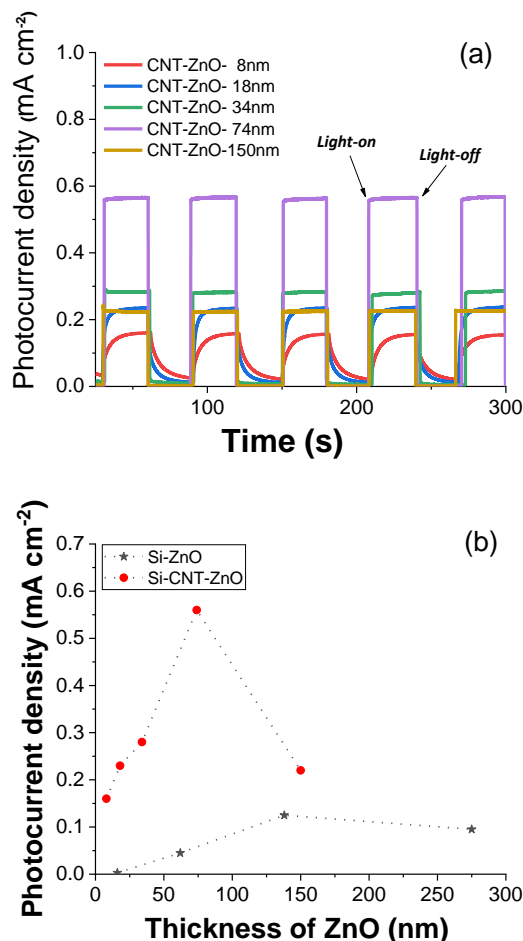 (a)
CNT-ZnO- 8nm
CNT-ZnO- 18nm
CNT-ZnO- 34nm
CNT-ZnO- 74nm
CNT-ZnO-150nm
Light-on
Light-off
Photocurrent density (mA cm-2)
1.0
0.8
0.6
0.4
0.2
0.0
100
200
300
Time (s)
(b)
Si-ZnO
Si-CNT-ZnO
Photocurrent density (mA cm-2)
0.7
0.6
0.5
0.4
0.3
0.2
0.1
0.0
0
50
100
150
200
250
300
Thickness of ZnO (nm)